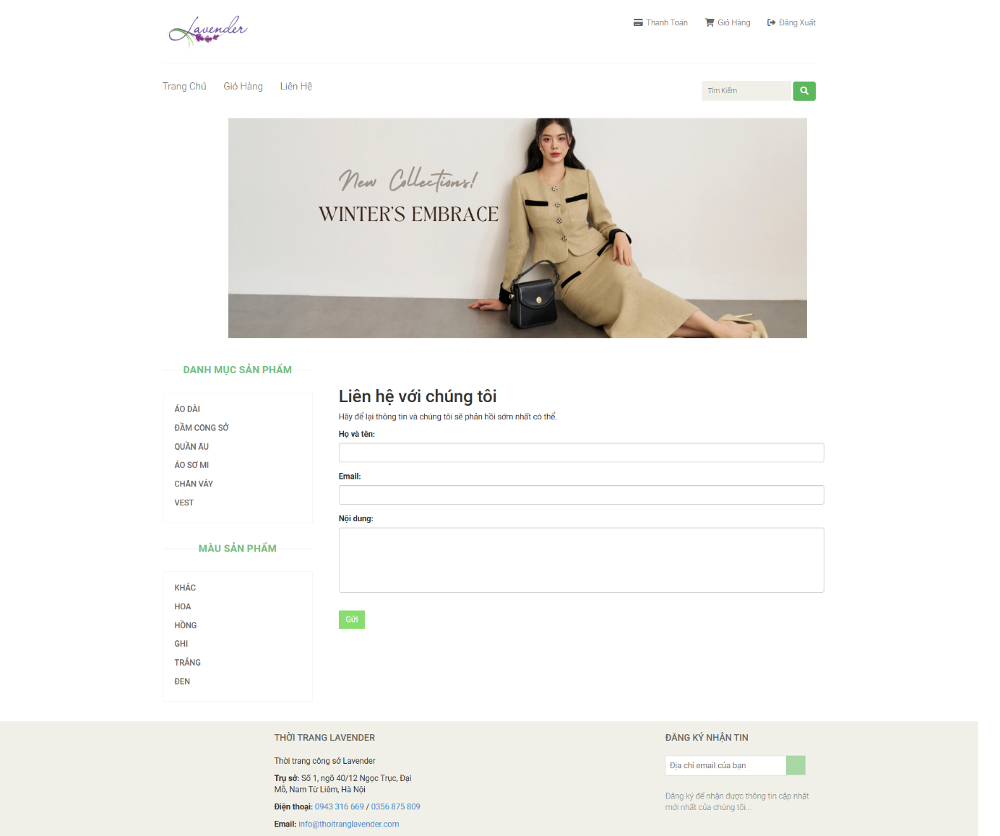 Lavender
Thanh Toán
Giỏ Hàng
Đăng Xuất
Trang Chủ
Giỏ Hàng
Liên Hệ
Tìm Kiếm
New Collections!
WINTER'S EMBRACE
DANH MỤC SẢN PHẨM
ÁO DÀI
ĐẦM CÔNG SỞ
QUẦN ÂU
ÁO SƠ MI
CHÂN VÁY
VEST
MÀU SẢN PHẨM
KHÁC
HOA
HỒNG
GHI
TRẮNG
ĐEN
Liên hệ với chúng tôi
Hãy để lại thông tin và chúng tôi sẽ phản hồi sớm nhất có thể.
Họ và tên:
Email:
Nội dung:
Gửi
THỜI TRANG LAVENDER
Thời trang công sở Lavender
Trụ sở: Số 1, ngõ 40/12 Ngọc Trục, Đại
Mỗ, Nam Từ Liêm, Hà Nội
Điện thoại: 0943 316 669 / 0356 875 809
Email: info@thoitranglavender.com
ĐĂNG KÝ NHẬN TIN
Địa chỉ email của bạn
Đăng ký để nhận được thông tin cập nhật
mới nhất của chúng tôi...